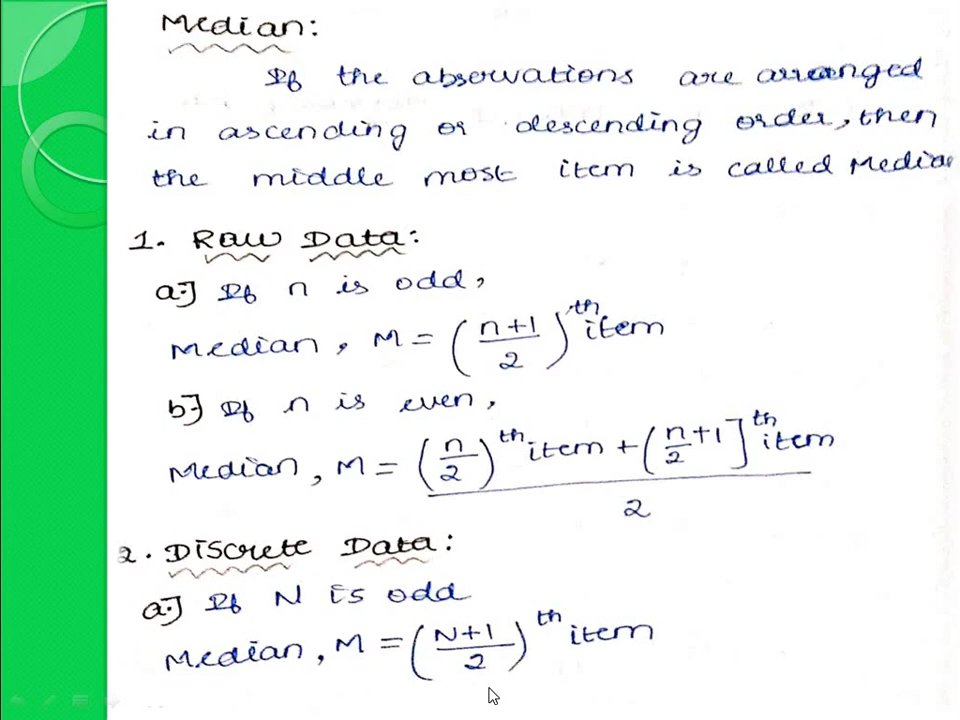 Median:
If the absorvations are arranged
in ascending or descending order, then
the middle most item is called Median
1. Raw Data:
a.] If n is odd,
Median, M = (n+1/2)^th item
b.] If n is even,
Median, M = (n/2)^th item + (n/2 +1]^th item
2
2. Discrete Data:
a.] If N is odd
Median, M = (N+1/2)^th item